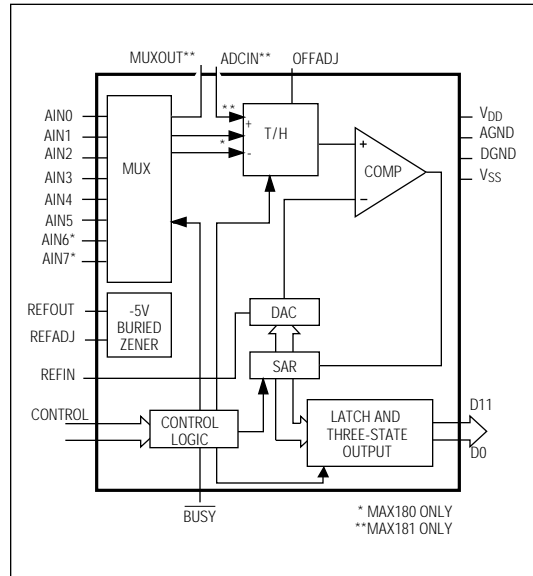 MUXOUT** ADCIN** OFFADJ
AIN0
AIN1
AIN2
AIN3
AIN4
AIN5
AIN6*
AIN7*
MUX
**
+
T/H
*
-
+
COMP
−
VDD
AGND
DGND
VSS
REFOUT
REFADJ
-5V
BURIED
ZENER
DAC
REFIN
SAR
CONTROL
CONTROL
LOGIC
LATCH AND
THREE-STATE
OUTPUT
D11
D0
BUSY
* MAX180 ONLY
**MAX181 ONLY